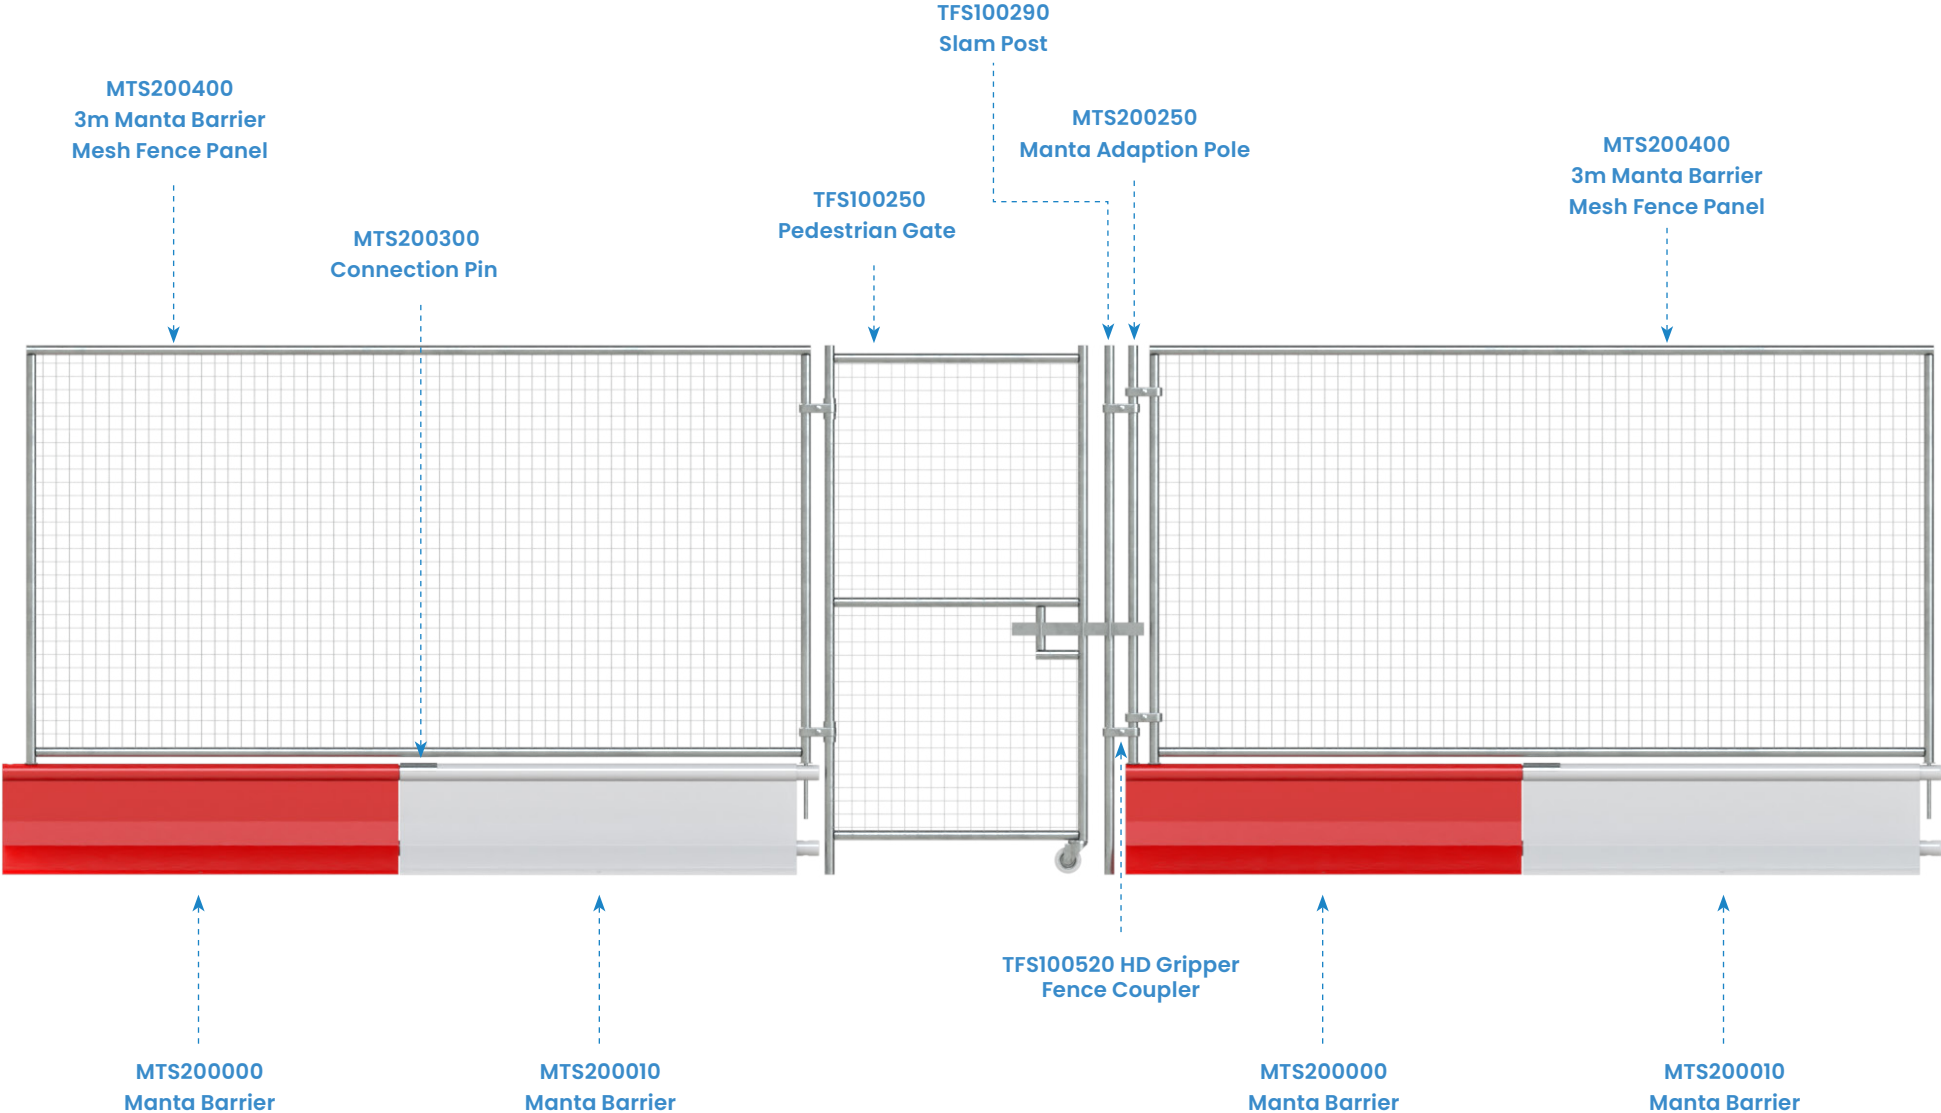 TFS100290
Slam Post
MTS200400
3m Manta Barrier
Mesh Fence Panel
MTS200250
Manta Adaption Pole
MTS200400
3m Manta Barrier
Mesh Fence Panel
TFS100250
Pedestrian Gate
MTS200300
Connection Pin
TFS100520 HD Gripper
Fence Coupler
MTS200000
Manta Barrier
MTS200010
Manta Barrier
MTS200000
Manta Barrier
MTS200010
Manta Barrier